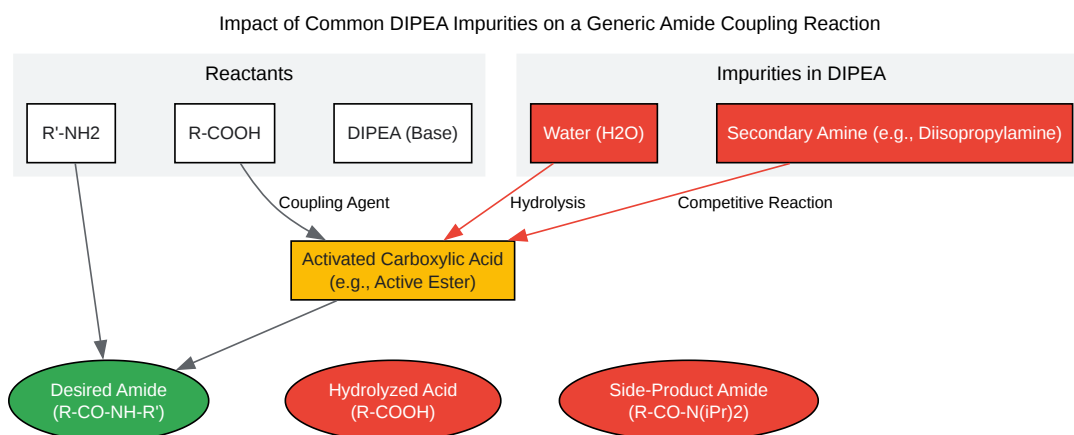 Impact of Common DIPEA Impurities on a Generic Amide Coupling Reaction
Reactants
Impurities in DIPEA
R'-NH2
R-COOH
DIPEA (Base)
Water (H2O)
Secondary Amine (e.g., Diisopropylamine)
Coupling Agent
Hydrolysis
Competitive Reaction
Activated Carboxylic Acid
(e.g., Active Ester)
Desired Amide
(R-CO-NH-R')
Hydrolyzed Acid
(R-COOH)
Side-Product Amide
(R-CO-N(iPr)2)